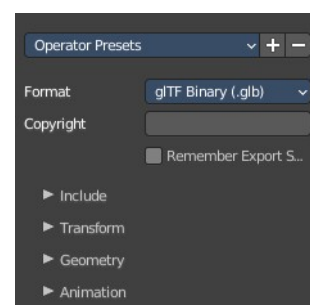 Operator Presets
Format glTF Binary (.glb)
Copyright
Remember Export S...
Include
Transform
Geometry
Animation